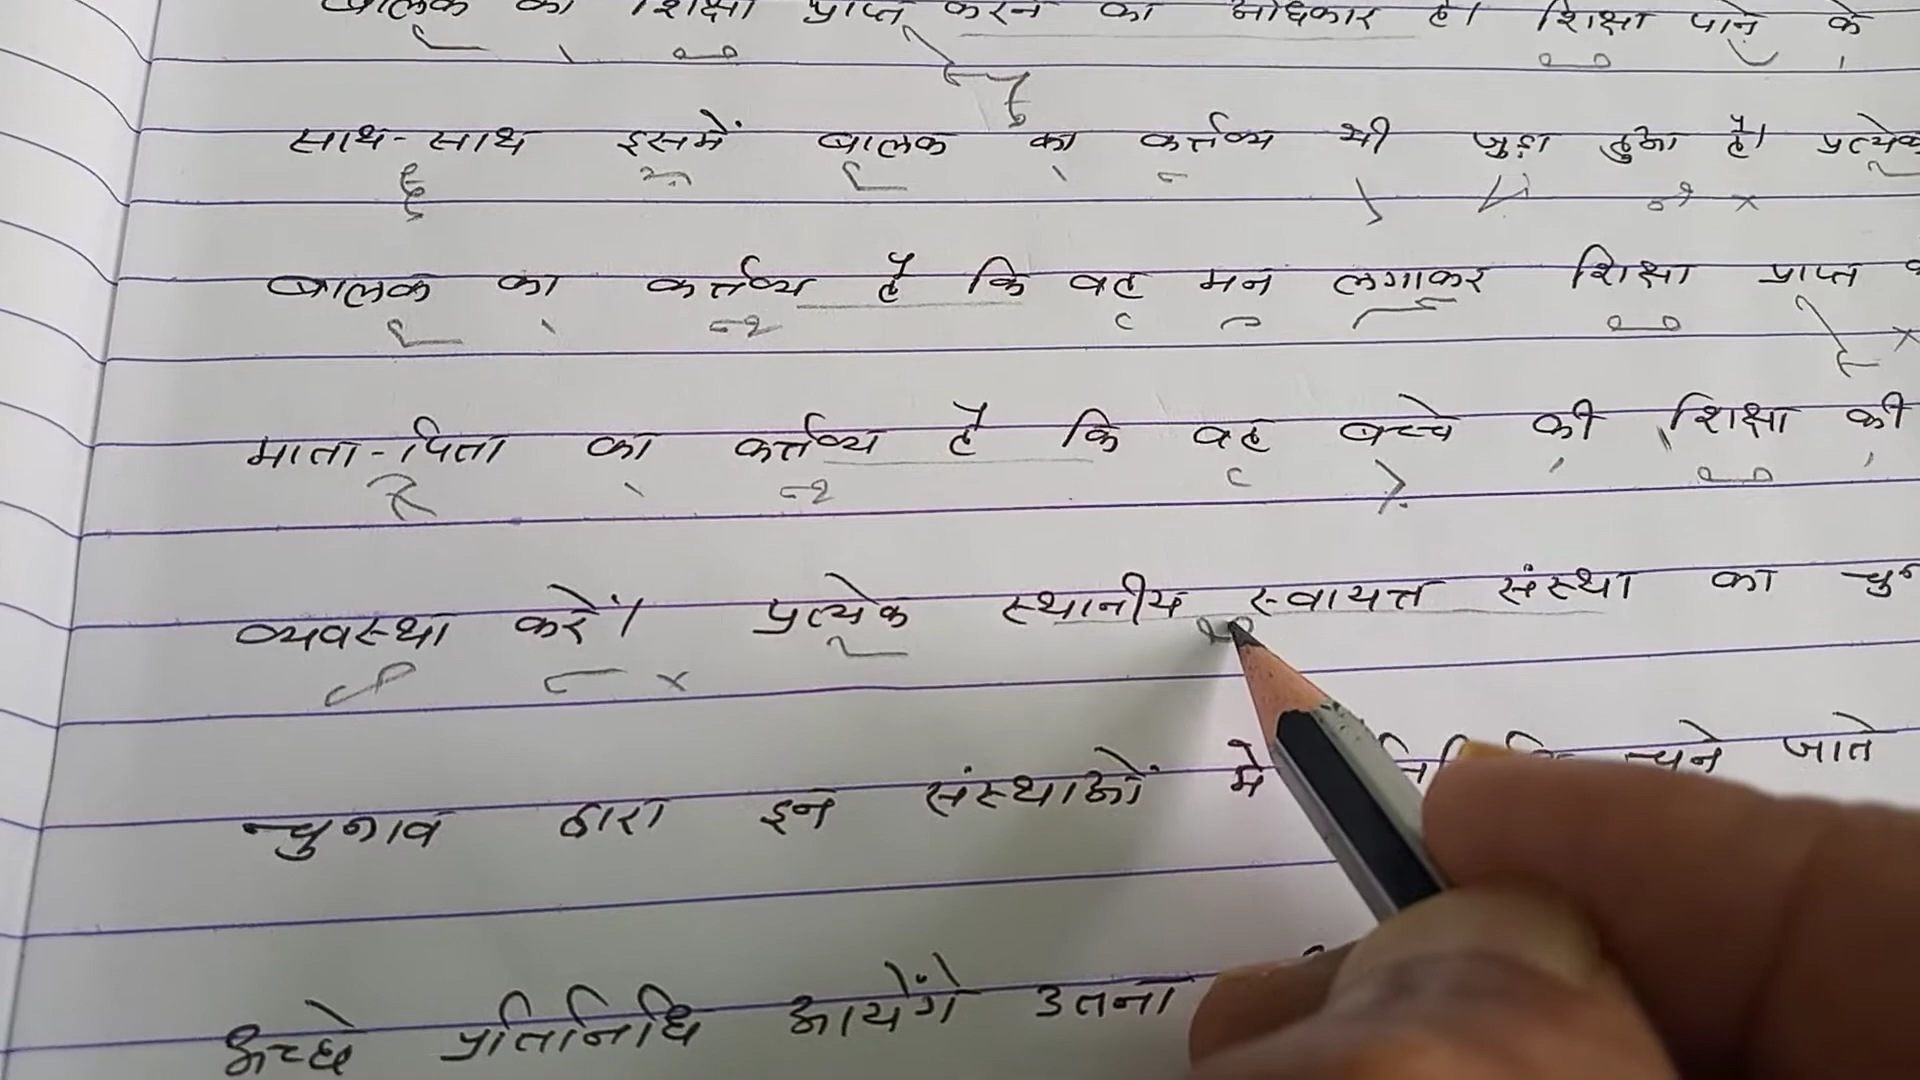 बालक को शिक्षा प्राप्त करने का अधिकार है। शिक्षा पाने के
साथ-साथ इसमें बालक का कर्त्तव्य भी जुड़ा हुआ है। प्रत्येक
बालक का कर्त्तव्य है कि वह मन लगाकर शिक्षा प्राप्त
माता-पिता का कर्त्तव्य है कि वह बच्चे की शिक्षा की
व्यवस्था करें। प्रत्येक स्थानीय स्वायत्त संस्था का
चुनाव द्वारा इन संस्थाओं में चुने जाते
अच्छे प्रतिनिधि आयेंगे उतना